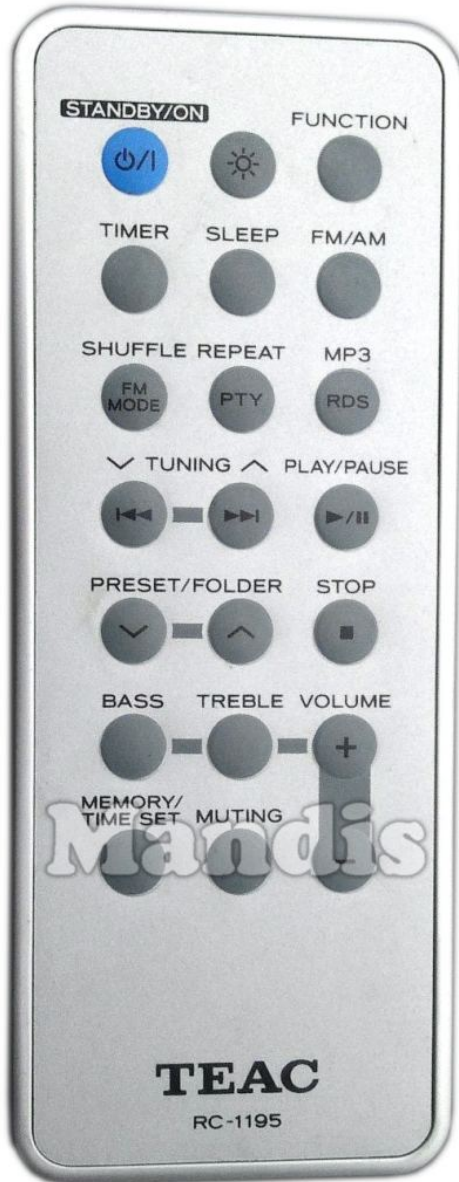 STANDBY/ON
FUNCTION
⏻/I
TIMER SLEEP FM/AM
SHUFFLE REPEAT MP3
FM MODE PTY RDS
TUNING PLAY/PAUSE
PRESET/FOLDER STOP
BASS TREBLE VOLUME
+
MEMORY/
TIME SET MUTING
-
Mandis
TEAC
RC-1195